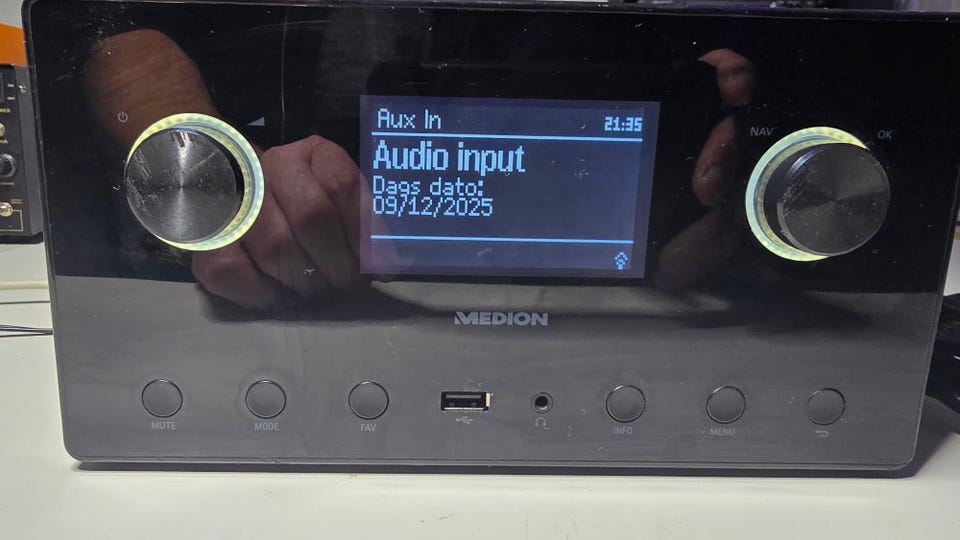 Aux In 21:35
Audio input
Dags dato:
09/12/2025
NAV OK
MEDION
MUTE MODE FAV INFO MENU